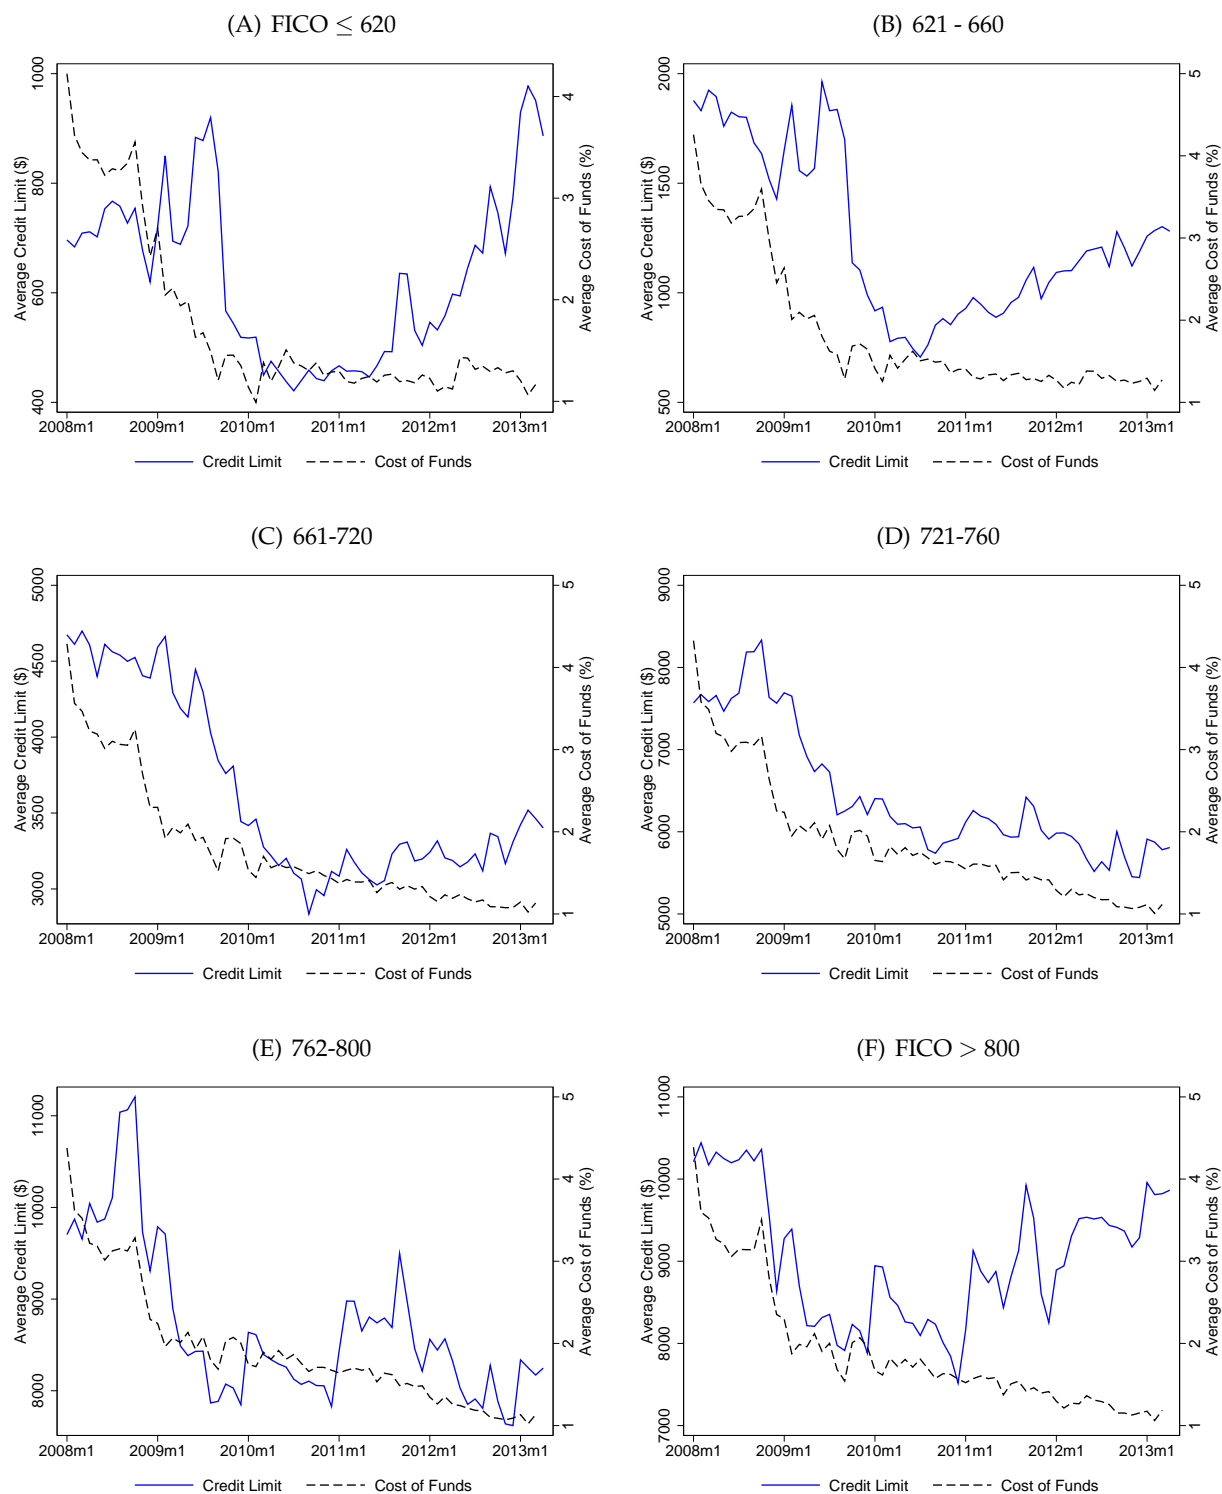 (A) FICO ≤ 620
Average Credit Limit ($)
400 600 800 1000
Average Cost of Funds (%)
1 2 3 4
2008m1 2009m1 2010m1 2011m1 2012m1 2013m1
Credit Limit Cost of Funds
(B) 621 - 660
Average Credit Limit ($)
500 1000 1500 2000
Average Cost of Funds (%)
1 2 3 4 5
2008m1 2009m1 2010m1 2011m1 2012m1 2013m1
Credit Limit Cost of Funds
(C) 661-720
Average Credit Limit ($)
3000 3500 4000 4500 5000
Average Cost of Funds (%)
1 2 3 4 5
2008m1 2009m1 2010m1 2011m1 2012m1 2013m1
Credit Limit Cost of Funds
(D) 721-760
Average Credit Limit ($)
5000 6000 7000 8000 9000
Average Cost of Funds (%)
1 2 3 4 5
2008m1 2009m1 2010m1 2011m1 2012m1 2013m1
Credit Limit Cost of Funds
(E) 762-800
Average Credit Limit ($)
8000 9000 10000 11000
Average Cost of Funds (%)
1 2 3 4 5
2008m1 2009m1 2010m1 2011m1 2012m1 2013m1
Credit Limit Cost of Funds
(F) FICO > 800
Average Credit Limit ($)
7000 8000 9000 10000 11000
Average Cost of Funds (%)
1 2 3 4 5
2008m1 2009m1 2010m1 2011m1 2012m1 2013m1
Credit Limit Cost of Funds